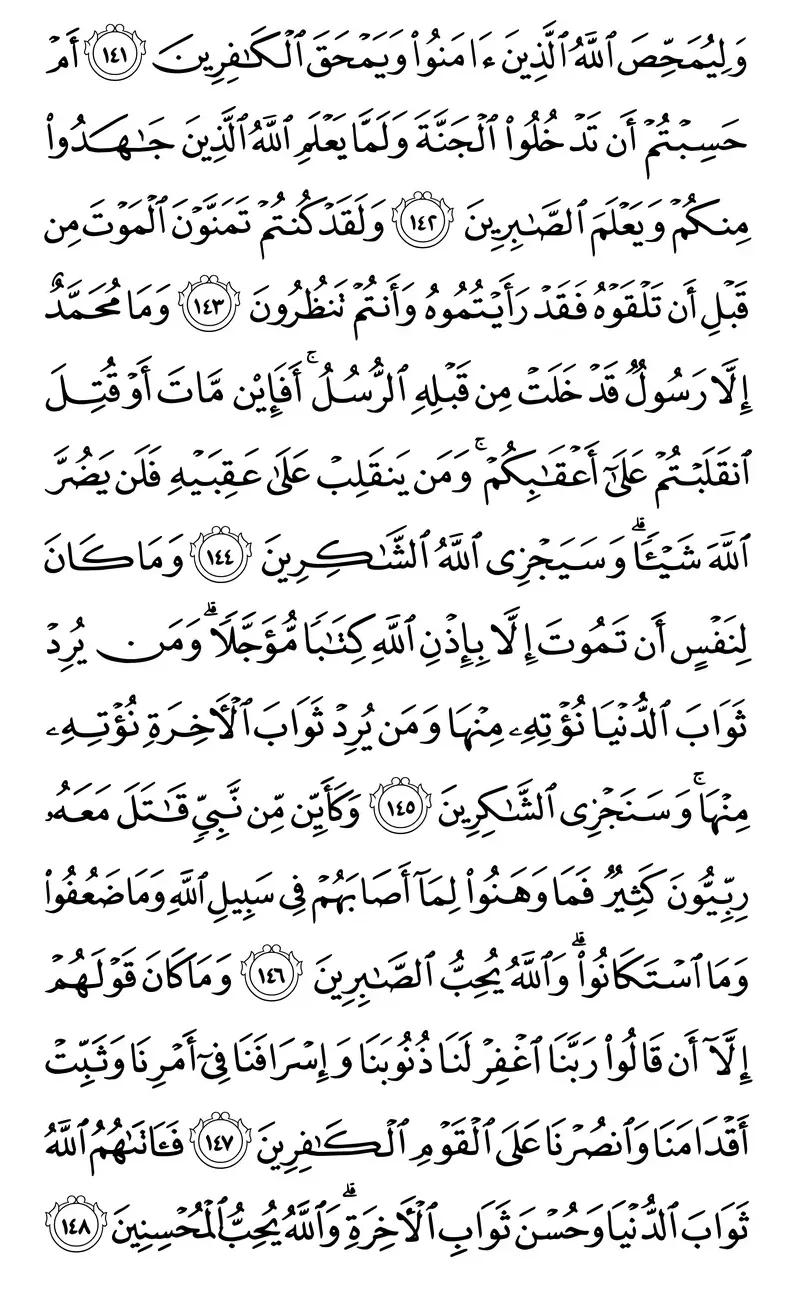 وَلِيُمَحِّصَ ٱللَّهُ ٱلَّذِينَ ءَامَنُوا۟ وَيَمْحَقَ ٱلْكَـٰفِرِينَ ١٤١ أَمْ
حَسِبْتُمْ أَن تَدْخُلُوا۟ ٱلْجَنَّةَ وَلَمَّا يَعْلَمِ ٱللَّهُ ٱلَّذِينَ جَـٰهَدُوا۟
مِنكُمْ وَيَعْلَمَ ٱلصَّـٰبِرِينَ ١٤٢ وَلَقَدْ كُنتُمْ تَمَنَّوْنَ ٱلْمَوْتَ مِن
قَبْلِ أَن تَلْقَوْهُ فَقَدْ رَأَيْتُمُوهُ وَأَنتُمْ تَنظُرُونَ ١٤٣ وَمَا مُحَمَّدٌ
إِلَّا رَسُولٌ قَدْ خَلَتْ مِن قَبْلِهِ ٱلرُّسُلُ ۚ أَفَإِي۟ن مَّاتَ أَوْ قُتِلَ
ٱنقَلَبْتُمْ عَلَىٰٓ أَعْقَـٰبِكُمْ ۚ وَمَن يَنقَلِبْ عَلَىٰ عَقِبَيْهِ فَلَن يَضُرَّ
ٱللَّهَ شَيْـًٔا ۗ وَسَيَجْزِى ٱللَّهُ ٱلشَّـٰكِرِينَ ١٤٤ وَمَا كَانَ
لِنَفْسٍ أَن تَمُوتَ إِلَّا بِإِذْنِ ٱللَّهِ كِتَـٰبًا مُّؤَجَّلًا ۗ وَمَن يُرِدْ
ثَوَابَ ٱلدُّنْيَا نُؤْتِهِۦ مِنْهَا وَمَن يُرِدْ ثَوَابَ ٱلْـَٔاخِرَةِ نُؤْتِهِۦ
مِنْهَا ۚ وَسَنَجْزِى ٱلشَّـٰكِرِينَ ١٤٥ وَكَأَيِّن مِّن نَّبِىٍّ قَـٰتَلَ مَعَهُۥ
رِبِّيُّونَ كَثِيرٌ فَمَا وَهَنُوا۟ لِمَآ أَصَابَهُمْ فِى سَبِيلِ ٱللَّهِ وَمَا ضَعُفُوا۟
وَمَا ٱسْتَكَانُوا۟ ۗ وَٱللَّهُ يُحِبُّ ٱلصَّـٰبِرِينَ ١٤٦ وَمَا كَانَ قَوْلَهُمْ
إِلَّآ أَن قَالُوا۟ رَبَّنَا ٱغْفِرْ لَنَا ذُنُوبَنَا وَإِسْرَافَنَا فِىٓ أَمْرِنَا وَثَبِّتْ
أَقْدَامَنَا وَٱنصُرْنَا عَلَى ٱلْقَوْمِ ٱلْكَـٰفِرِينَ ١٤٧ فَـَٔاتَىٰهُمُ ٱللَّهُ
ثَوَابَ ٱلدُّنْيَا وَحُسْنَ ثَوَابِ ٱلْـَٔاخِرَةِ ۗ وَٱللَّهُ يُحِبُّ ٱلْمُحْسِنِينَ ١٤٨